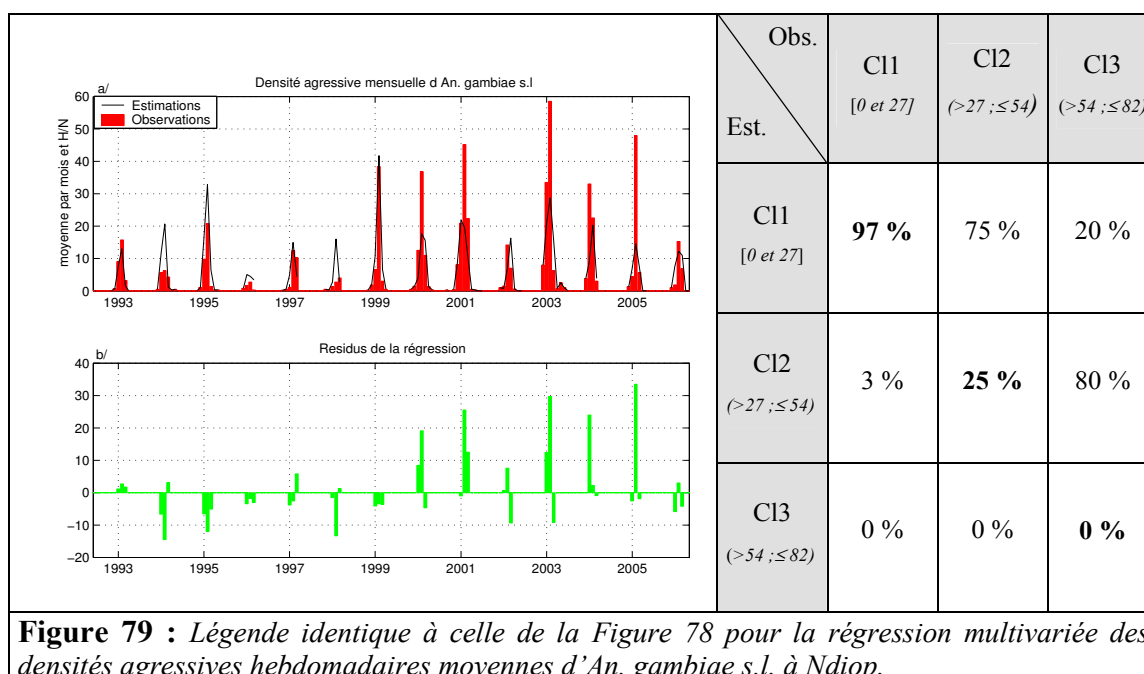 a/
Densité agressive mensuelle d An. gambiae s.l
Estimations
Observations
moyenne par mois et H/N
60
50
40
30
20
10
0
1993 1995 1997 1999 2001 2003 2005
b/
Residus de la régression
40
30
20
10
0
−10
−20
1993 1995 1997 1999 2001 2003 2005
Obs.
Est.
Cl1 Cl2 Cl3
[0 et 27] (>27 ;≤54) (>54 ;≤82)
Cl1
[0 et 27]
97 % 75 % 20 %
Cl2
(>27 ;≤54)
3 % 25 % 80 %
Cl3
(>54 ;≤82)
0 % 0 % 0 %
Figure 79 : Légende identique à celle de la Figure 78 pour la régression multivariée des
densités agressives hebdomadaires moyennes d’An. gambiae s.l. à Ndiop.